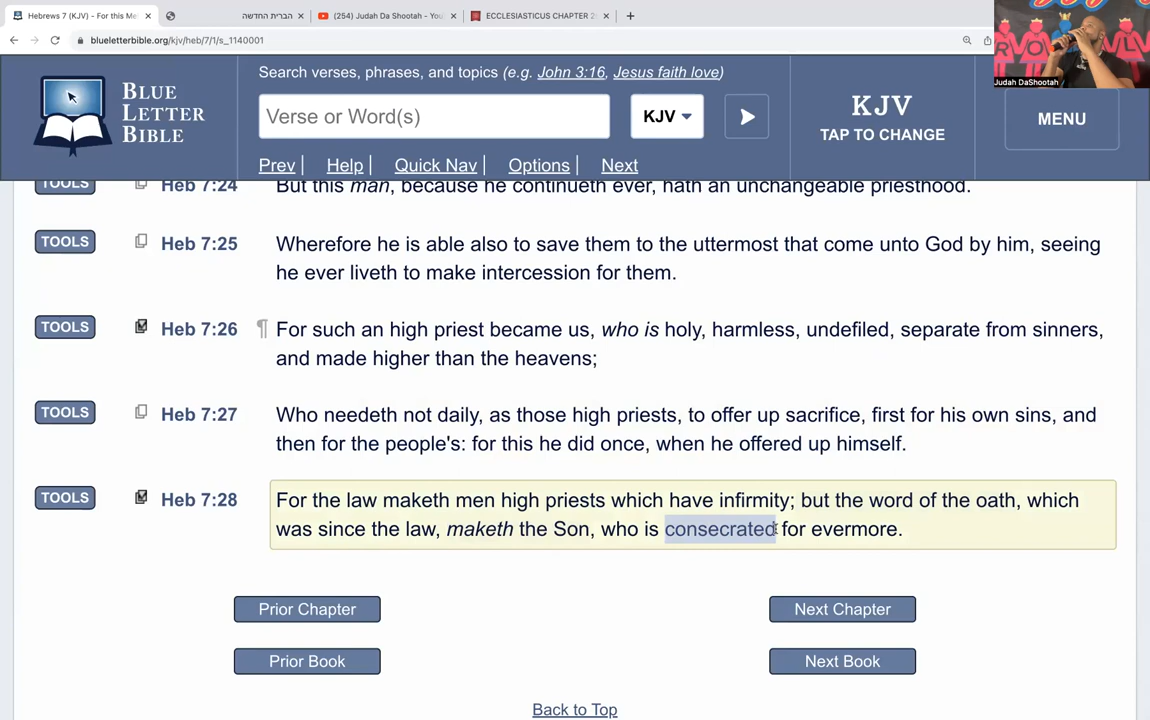 Hebrews 7 (KJV) - For this Me
הברית החדשה
(254) Judah Da Shootah - You
ECCLESIASTICUS CHAPTER 2
blueletterbible.org/kjv/heb/7/1/s_1140001
Judah DaShootah
BLUE
LETTER
BIBLE
Search verses, phrases, and topics (e.g. John 3:16, Jesus faith love)
Verse or Word(s)
KJV
Prev | Help | Quick Nav | Options | Next
KJV
TAP TO CHANGE
MENU
TOOLS Heb 7:24 But this man, because he continueth ever, hath an unchangeable priesthood.
TOOLS Heb 7:25 Wherefore he is able also to save them to the uttermost that come unto God by him, seeing
he ever liveth to make intercession for them.
TOOLS Heb 7:26 ¶ For such an high priest became us, who is holy, harmless, undefiled, separate from sinners,
and made higher than the heavens;
TOOLS Heb 7:27 Who needeth not daily, as those high priests, to offer up sacrifice, first for his own sins, and
then for the people's: for this he did once, when he offered up himself.
TOOLS Heb 7:28 For the law maketh men high priests which have infirmity; but the word of the oath, which
was since the law, maketh the Son, who is consecrated for evermore.
Prior Chapter
Next Chapter
Prior Book
Next Book
Back to Top